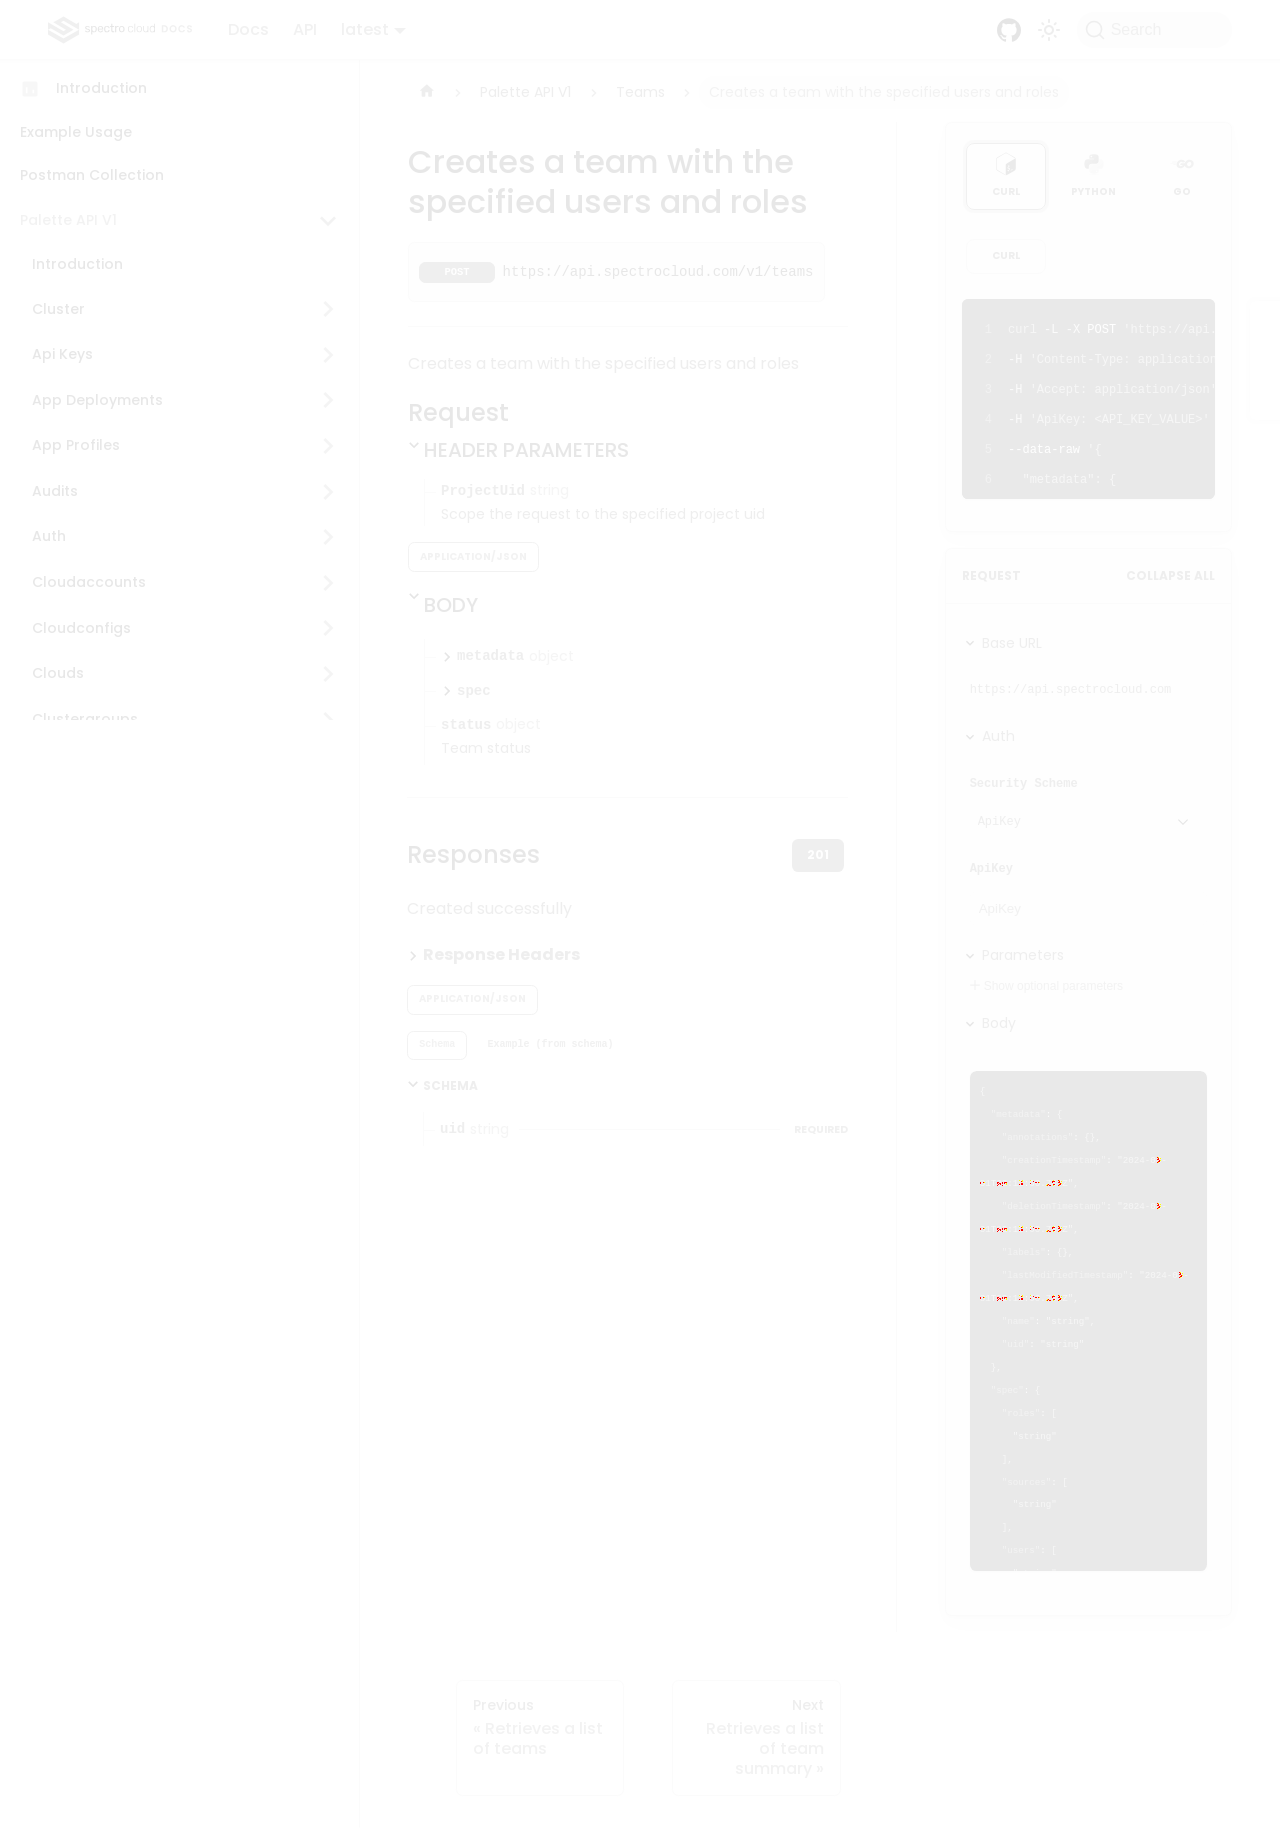 spectro cloud DOCS
Docs
API
latest
Search
Introduction
Example Usage
Postman Collection
Palette API V1
Introduction
Cluster
Api Keys
App Deployments
App Profiles
Audits
Auth
Cloudaccounts
Cloudconfigs
Clouds
Clustergroups
Palette API V1
Teams
Creates a team with the specified users and roles
Creates a team with the
specified users and roles
POST https://api.spectrocloud.com/v1/teams
Creates a team with the specified users and roles
Request
HEADER PARAMETERS
ProjectUid string
Scope the request to the specified project uid
APPLICATION/JSON
BODY
metadata object
spec
status object
Team status
Responses
201
Created successfully
Response Headers
APPLICATION/JSON
Schema
Example (from schema)
SCHEMA
uid string REQUIRED
CURL
PYTHON
GO
CURL
1 curl -L -X POST 'https://api.
2 -H 'Content-Type: application
3 -H 'Accept: application/json'
4 -H 'ApiKey: <API_KEY_VALUE>'
5 --data-raw '{
6 "metadata": {
REQUEST
COLLAPSE ALL
Base URL
https://api.spectrocloud.com
Auth
Security Scheme
ApiKey
ApiKey
ApiKey
Parameters
Show optional parameters
Body
{
"metadata": {
"annotations": {},
"creationTimestamp": "2024-
"deletionTimestamp": "2024-
"labels": {},
"lastModifiedTimestamp": "2024-
"name": "string",
"uid": "string"
},
"spec": {
"roles": [
"string"
],
"sources": [
"string"
],
"users": [
Previous
« Retrieves a list
of teams
Next
Retrieves a list
of team
summary »